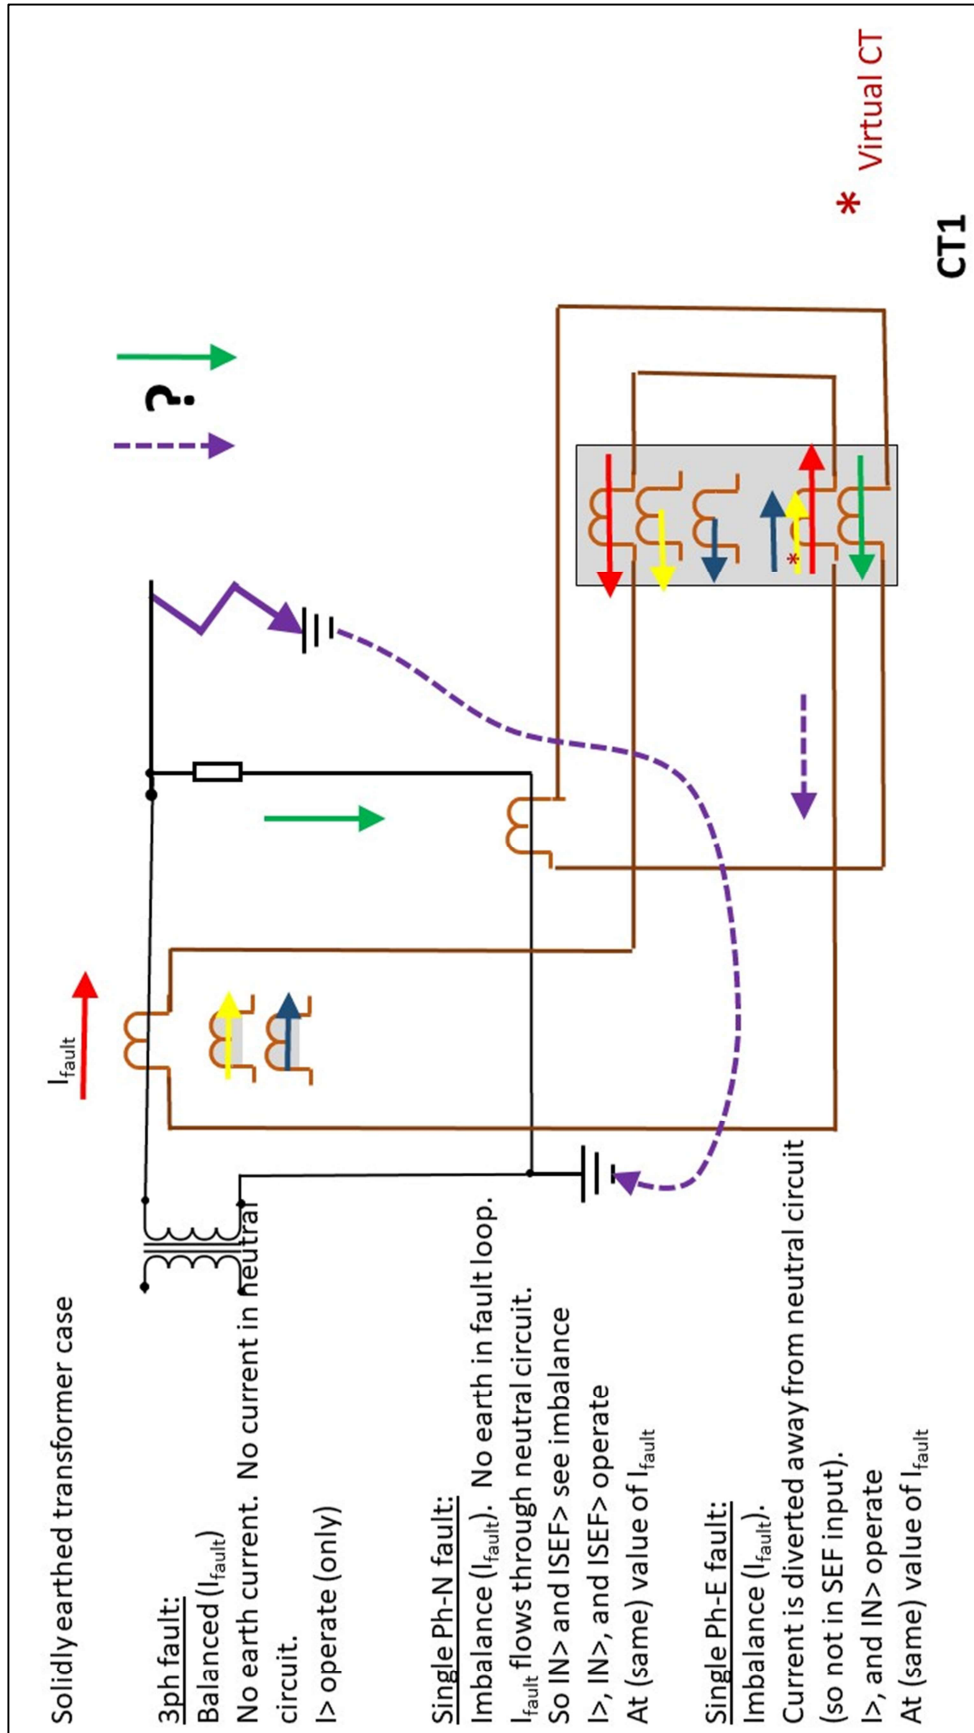 Solidly earthed transformer case
3ph fault:
Balanced (Ifault)
No earth current.  No current in neutral
circuit.
I> operate (only)
Single Ph-N fault:
Imbalance (Ifault).  No earth in fault loop.
Ifault flows through neutral circuit.
So IN> and ISEF> see imbalance
I>, IN>, and ISEF> operate
At (same) value of Ifault
Single Ph-E fault:
Imbalance (Ifault).
Current is diverted away from neutral circuit
(so not in SEF input).
I>, and IN> operate
At (same) value of Ifault
Ifault
?
*
* Virtual CT
CT1